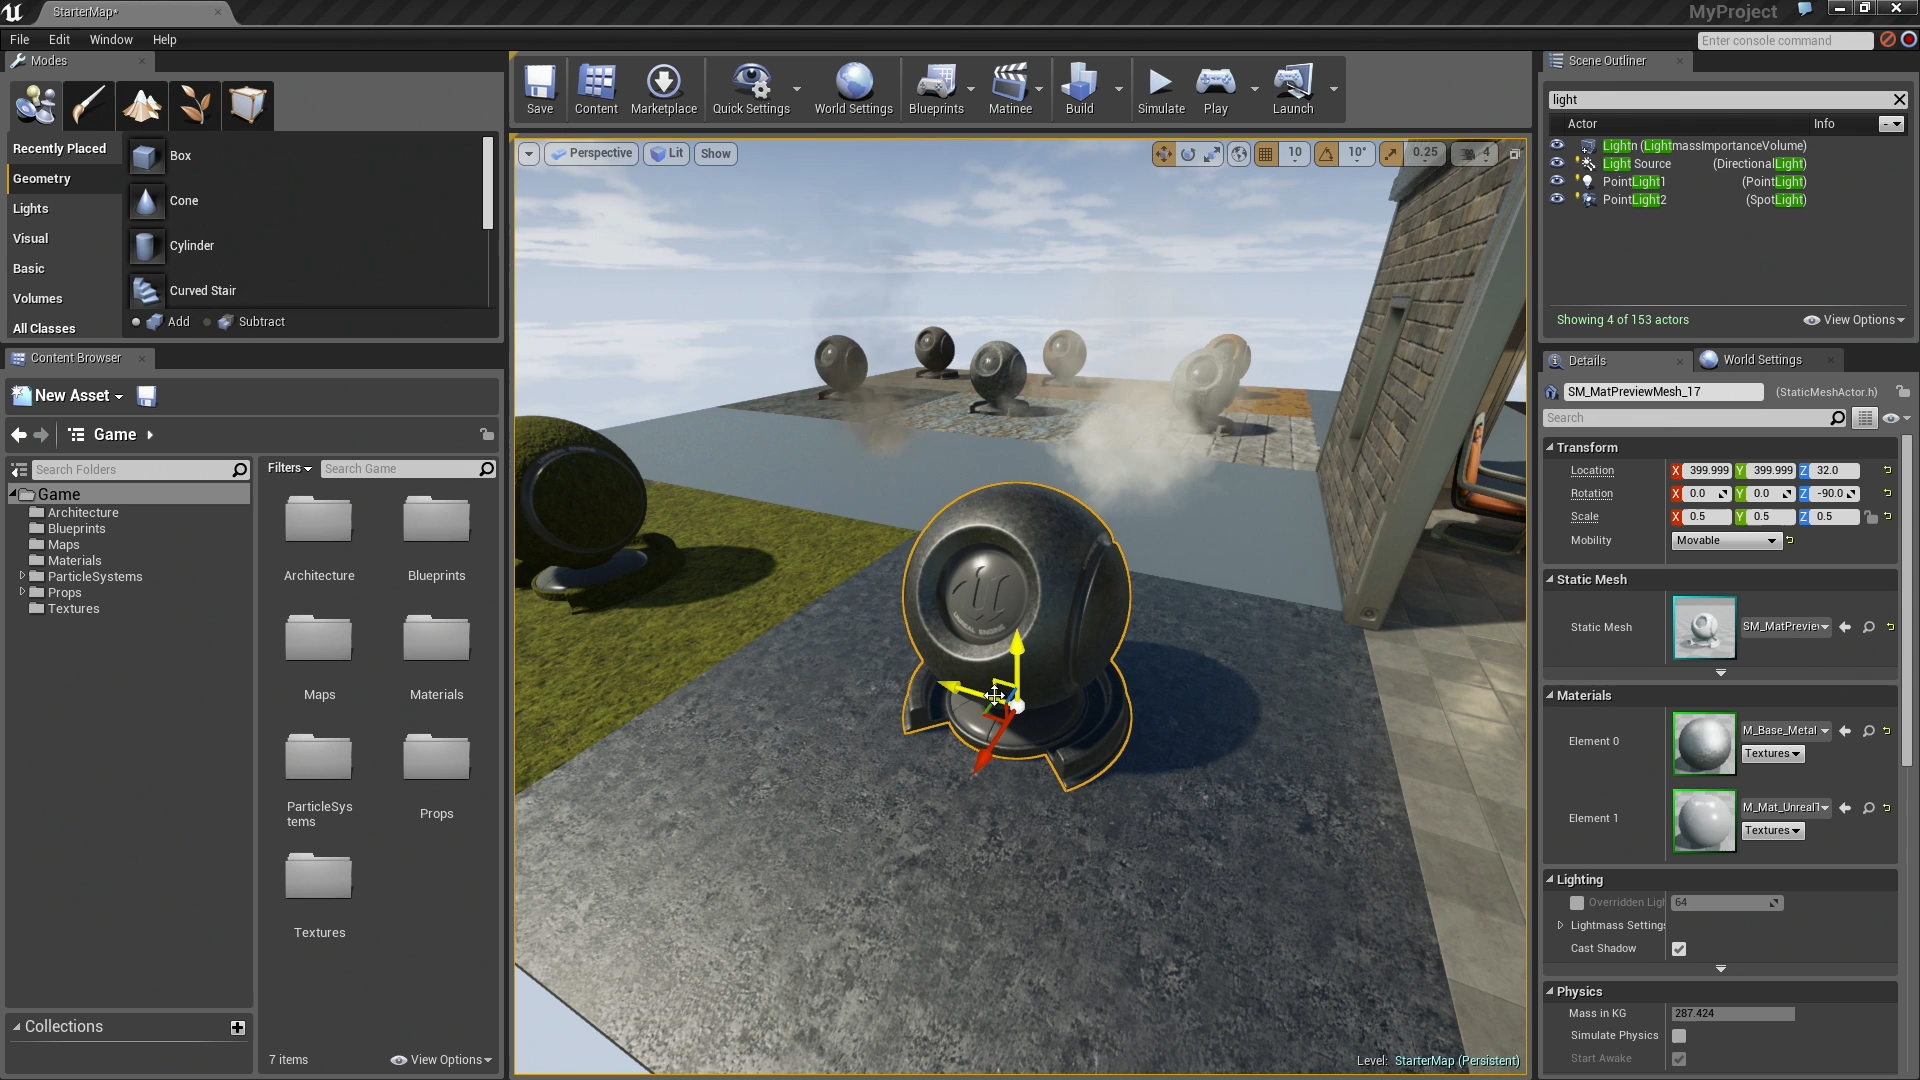 StarterMap*
MyProject
File Edit Window Help
Enter console command
Modes
Recently Placed
Geometry
Lights
Visual
Basic
Volumes
All Classes
Box
Cone
Cylinder
Curved Stair
Add Subtract
Content Browser
New Asset
Game
Search Folders
Game
Architecture
Blueprints
Maps
Materials
ParticleSystems
Props
Textures
Collections
Filters Search Game
Architecture Blueprints
Maps Materials
ParticleSys
tems
Props
Textures
7 items View Options
Save Content Marketplace Quick Settings World Settings Blueprints Matinee Build Simulate Play Launch
Perspective Lit Show 10 10° 0.25 4
UNREAL ENGINE
Level: StarterMap (Persistent)
Scene Outliner
light
Actor Info
Lightn (LightmassImportanceVolume)
Light Source (DirectionalLight)
PointLight1 (PointLight)
PointLight2 (SpotLight)
Showing 4 of 153 actors View Options
Details World Settings
SM_MatPreviewMesh_17 (StaticMeshActor.h)
Search
Transform
Location X 399.999 Y 399.999 Z 32.0
Rotation X 0.0 Y 0.0 Z -90.0
Scale X 0.5 Y 0.5 Z 0.5
Mobility Movable
Static Mesh
Static Mesh SM_MatPreview
Materials
Element 0 M_Base_Metal
Textures
Element 1 M_Mat_UnrealT
Textures
Lighting
Overridden Ligh 64
Lightmass Settings
Cast Shadow
Physics
Mass in KG 287.424
Simulate Physics
Start Awake